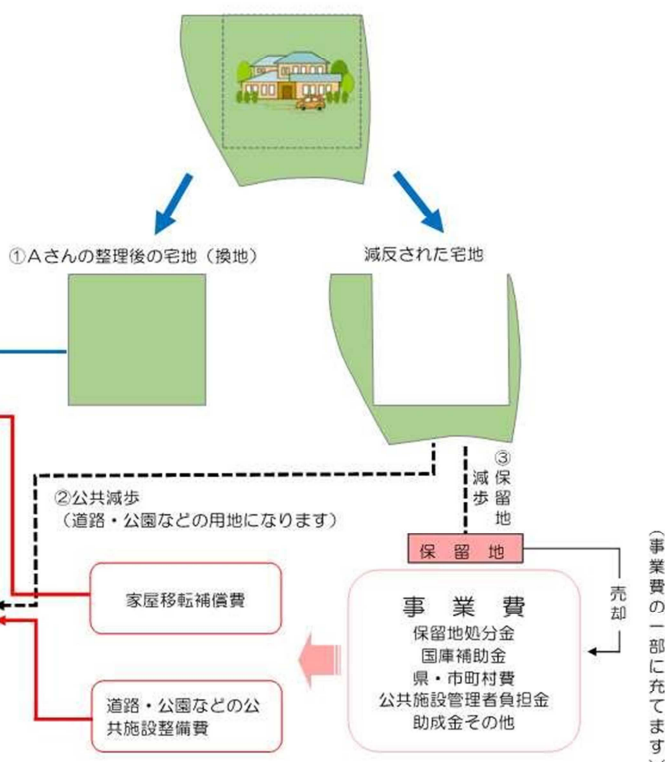 ①Aさんの整理後の宅地（換地）
減反された宅地
②公共減歩
（道路・公園などの用地になります）
③保留地
減歩
保留地
売却
（事業費の一部に充てます）
家屋移転補償費
事業費
保留地処分金
国庫補助金
県・市町村費
公共施設管理者負担金
助成金その他
道路・公園などの公
共施設整備費